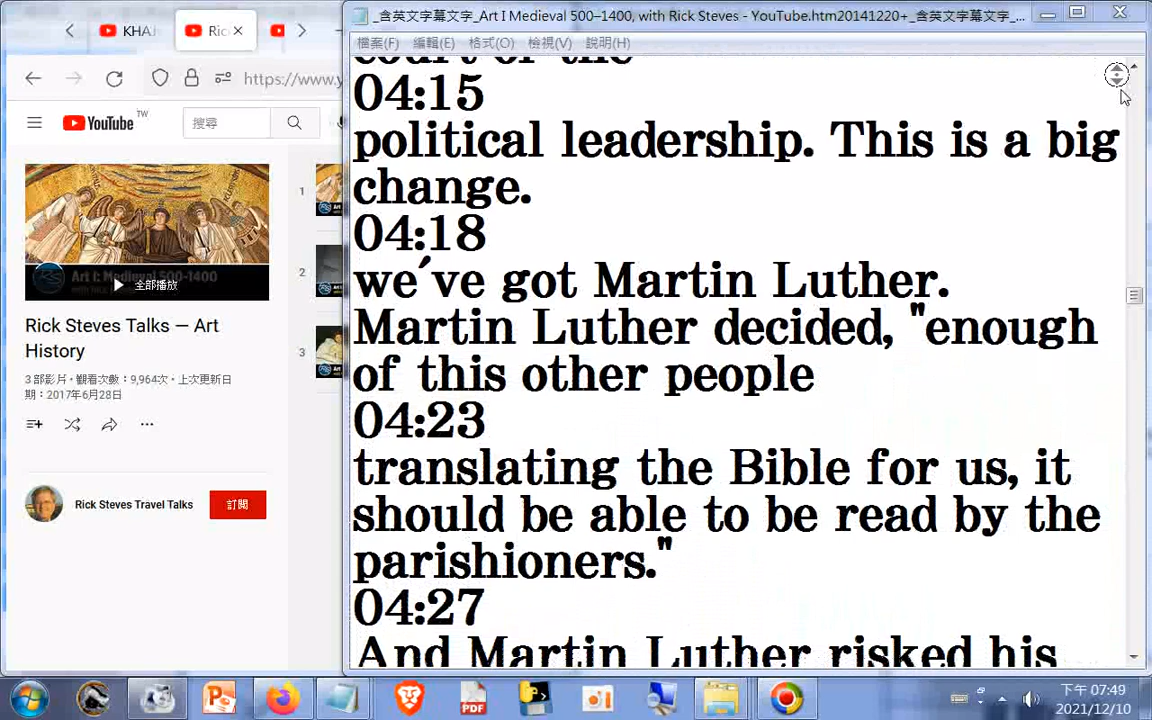 KHA
Ric
_含英文字幕文字_Art I Medieval 500–1400, with Rick Steves - YouTube.htm20141220+_含英文字幕文字_...
檔案(F) 編輯(E) 格式(O) 檢視(V) 說明(H)
https://www.y
YouTube TW
搜尋
Art I: Medieval 500-1400
全部播放
Rick Steves Talks — Art
History
3 部影片・觀看次數：9,964次・上次更新日
期：2017年6月28日
Rick Steves Travel Talks
訂閱
1
2
3
court of the
04:15
political leadership. This is a big
change.
04:18
we´ve got Martin Luther.
Martin Luther decided, "enough
of this other people
04:23
translating the Bible for us, it
should be able to be read by the
parishioners."
04:27
And Martin Luther risked his
PDF
下午 07:49
2021/12/10